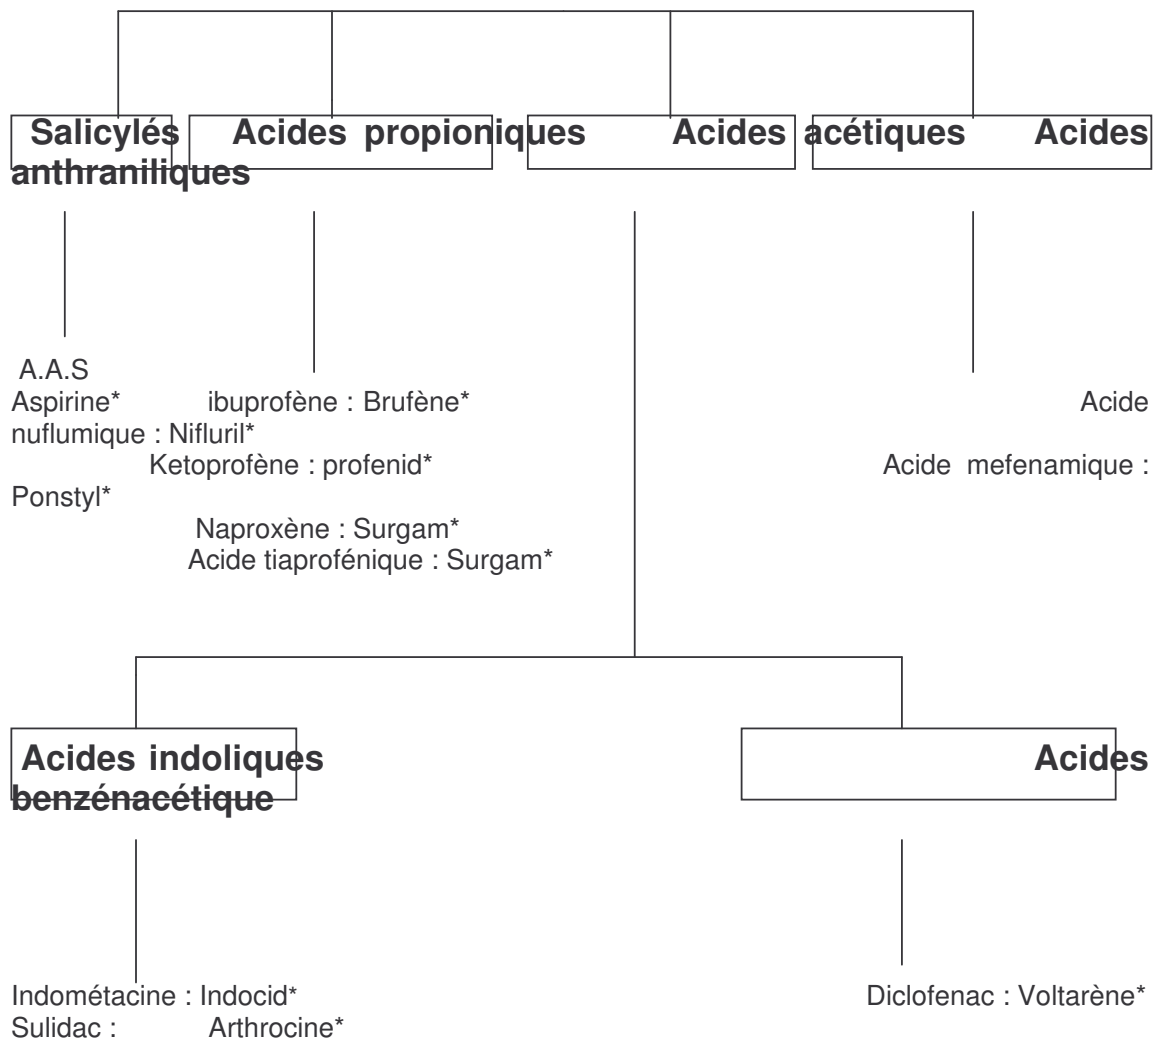 Salicylés Acides propioniques Acides acétiques Acides
anthraniliques
A.A.S
Aspirine* ibuprofène : Brufène* Acide
nuflumique : Nifluril*
Ketoprofène : profenid* Acide mefenamique :
Ponstyl*
Naproxène : Surgam*
Acide tiaprofénique : Surgam*
Acides indoliques Acides
benzénacétique
Indométacine : Indocid* Diclofenac : Voltarène*
Sulidac : Arthrocine*